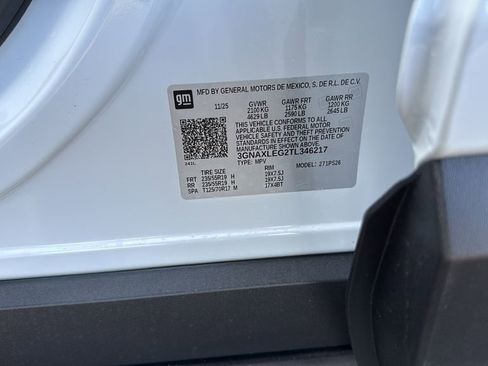 gm
MFD BY GENERAL MOTORS DE MEXICO, S. DE R.L. DE C.V.
11/25 GVWR GAWR FRT GAWR RR
2100 KG 1175 KG 1200 KG
4629 LB 2590 LB 2645 LB
THIS VEHICLE CONFORMS TO ALL
APPLICABLE U.S. FEDERAL MOTOR
VEHICLE SAFETY AND THEFT PREVENTION
STANDARDS IN EFFECT ON THE DATE OF
MANUFACTURE SHOWN ABOVE.
3GNAXLEG2TL346217
TYPE: MPV MODEL: 271PS26
241L
TIRE SIZE RIM
FRT 235/55R19 H 19X7.5J
RR 235/55R19 H 19X7.5J
SPA T125/70R17 M 17X4BT